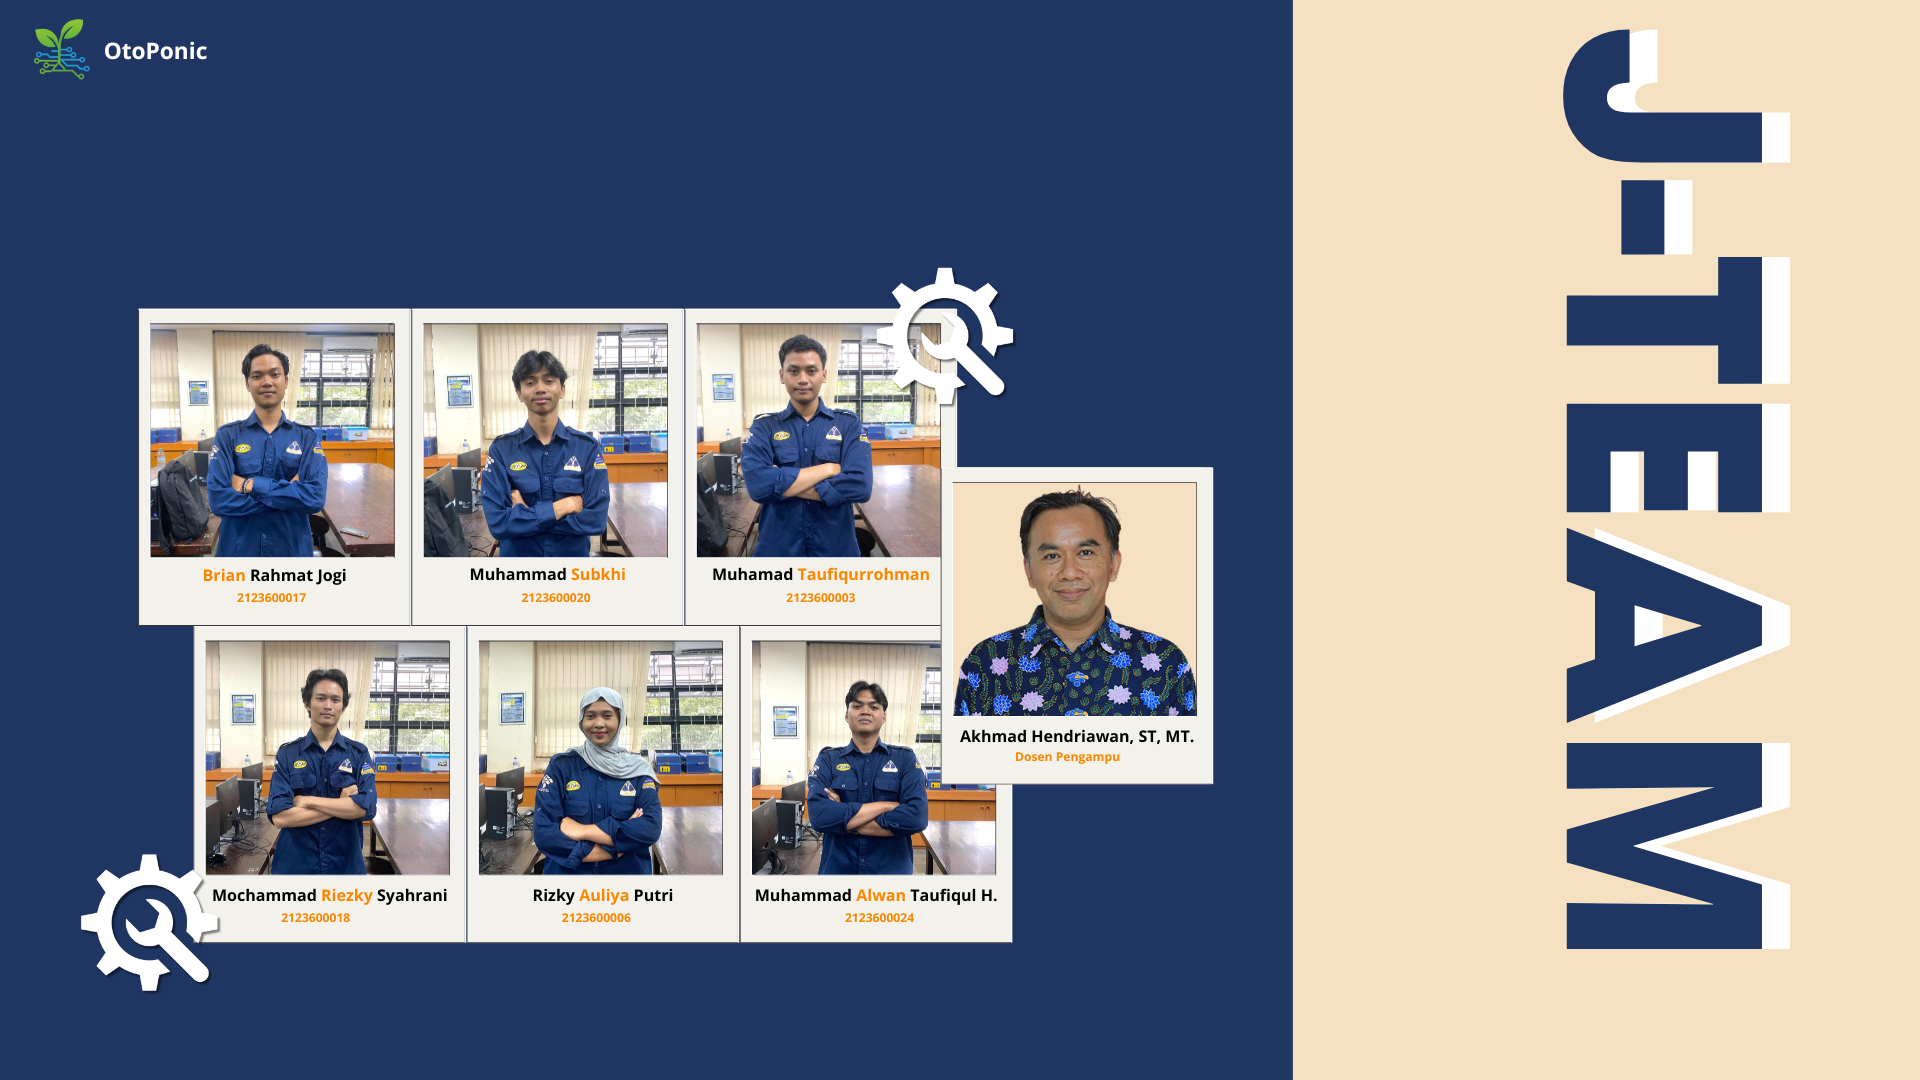 OtoPonic
Brian Rahmat Jogi
2123600017
Muhammad Subkhi
2123600020
Muhamad Taufiqurrohman
2123600003
Mochammad Riezky Syahrani
2123600018
Rizky Auliya Putri
2123600006
Muhammad Alwan Taufiqul H.
2123600024
Akhmad Hendriawan, ST, MT.
Dosen Pengampu
J-TEAM